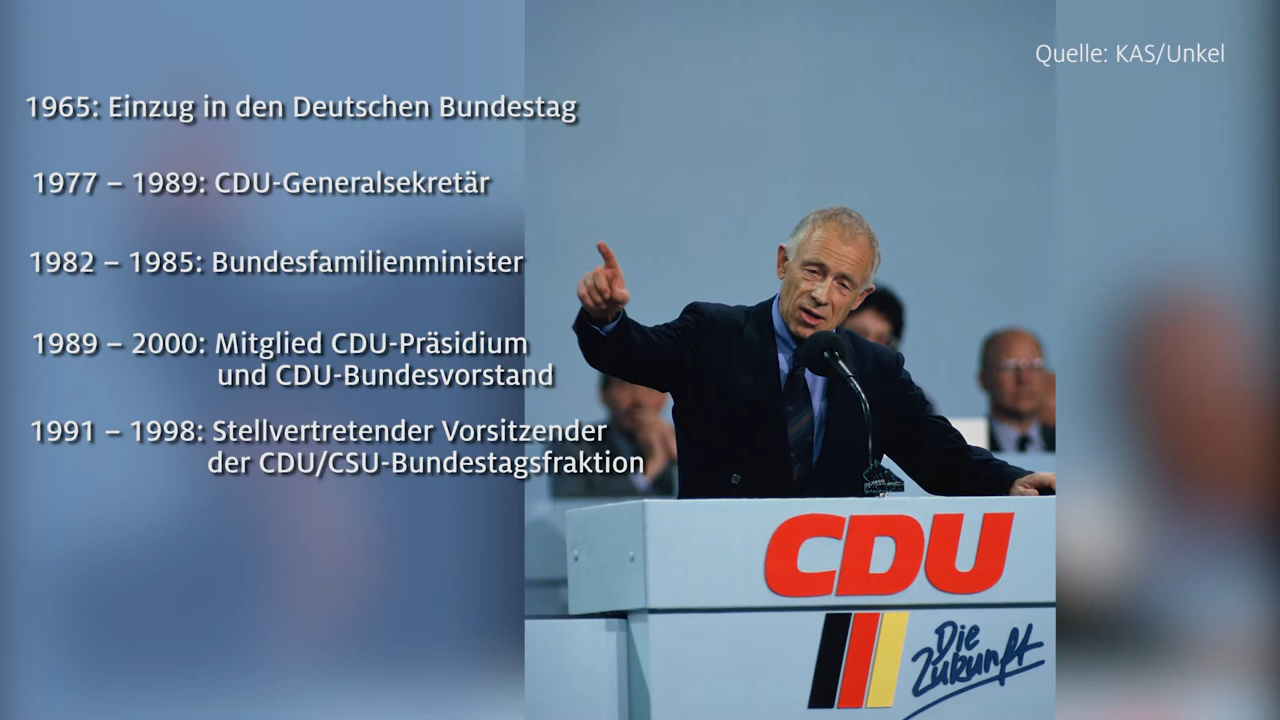 Quelle: KAS/Unkel
1965: Einzug in den Deutschen Bundestag
1977 – 1989: CDU-Generalsekretär
1982 – 1985: Bundesfamilienminister
1989 – 2000: Mitglied CDU-Präsidium
und CDU-Bundesvorstand
1991 – 1998: Stellvertretender Vorsitzender
der CDU/CSU-Bundestagsfraktion
CDU
Die
Zukunft